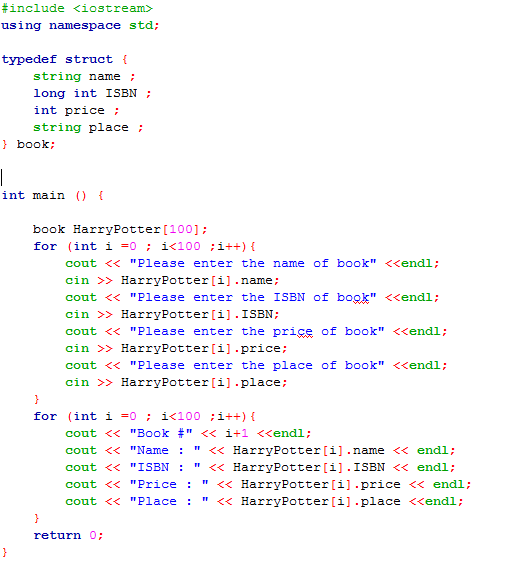 #include <iostream>
using namespace std;
typedef struct {
string name ;
long int ISBN ;
int price ;
string place ;
} book;
int main () {
book HarryPotter[100];
for (int i =0 ; i<100 ;i++){
cout << "Please enter the name of book" <<endl;
cin >> HarryPotter[i].name;
cout << "Please enter the ISBN of book" <<endl;
cin >> HarryPotter[i].ISBN;
cout << "Please enter the price of book" <<endl;
cin >> HarryPotter[i].price;
cout << "Please enter the place of book" <<endl;
cin >> HarryPotter[i].place;
}
for (int i =0 ; i<100 ;i++){
cout << "Book #" << i+1 <<endl;
cout << "Name : " << HarryPotter[i].name << endl;
cout << "ISBN : " << HarryPotter[i].ISBN << endl;
cout << "Price : " << HarryPotter[i].price << endl;
cout << "Place : " << HarryPotter[i].place <<endl;
}
return 0;
}